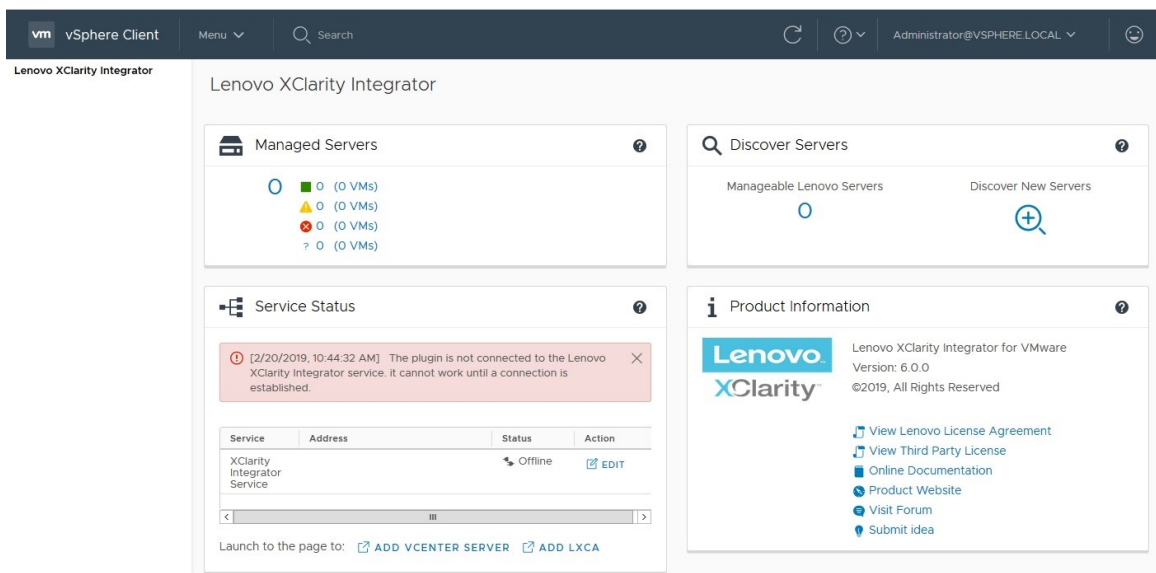 vm vSphere Client Menu Search Administrator@VSPHERE.LOCAL
Lenovo XClarity Integrator
Lenovo XClarity Integrator
Managed Servers
0
0 (0 VMs)
0 (0 VMs)
0 (0 VMs)
? 0 (0 VMs)
Discover Servers
Manageable Lenovo Servers Discover New Servers
0
Service Status
[2/20/2019, 10:44:32 AM] The plugin is not connected to the Lenovo
XClarity Integrator service. it cannot work until a connection is
established.
Service Address Status Action
XClarity Offline EDIT
Integrator
Service
Launch to the page to: ADD VCENTER SERVER ADD LXCA
Product Information
Lenovo.
XClarity™
Lenovo XClarity Integrator for VMware
Version: 6.0.0
©2019, All Rights Reserved
View Lenovo License Agreement
View Third Party License
Online Documentation
Product Website
Visit Forum
Submit idea